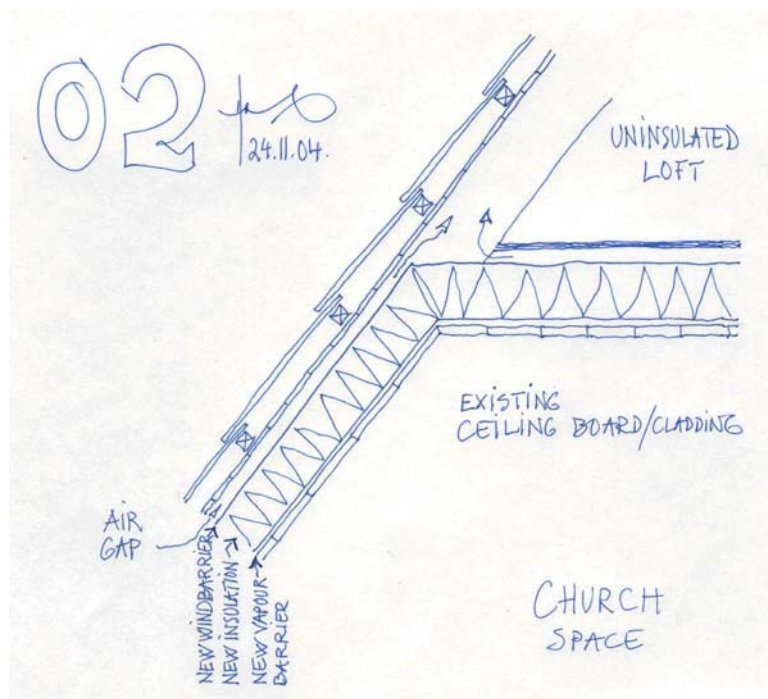 02
24.11.04.
UNINSULATED
LOFT
EXISTING
CEILING BOARD/CLADDING
AIR
GAP
NEW WINDBARRIER
NEW INSOLATION
NEW VAPOUR-
BARRIER
CHURCH
SPACE